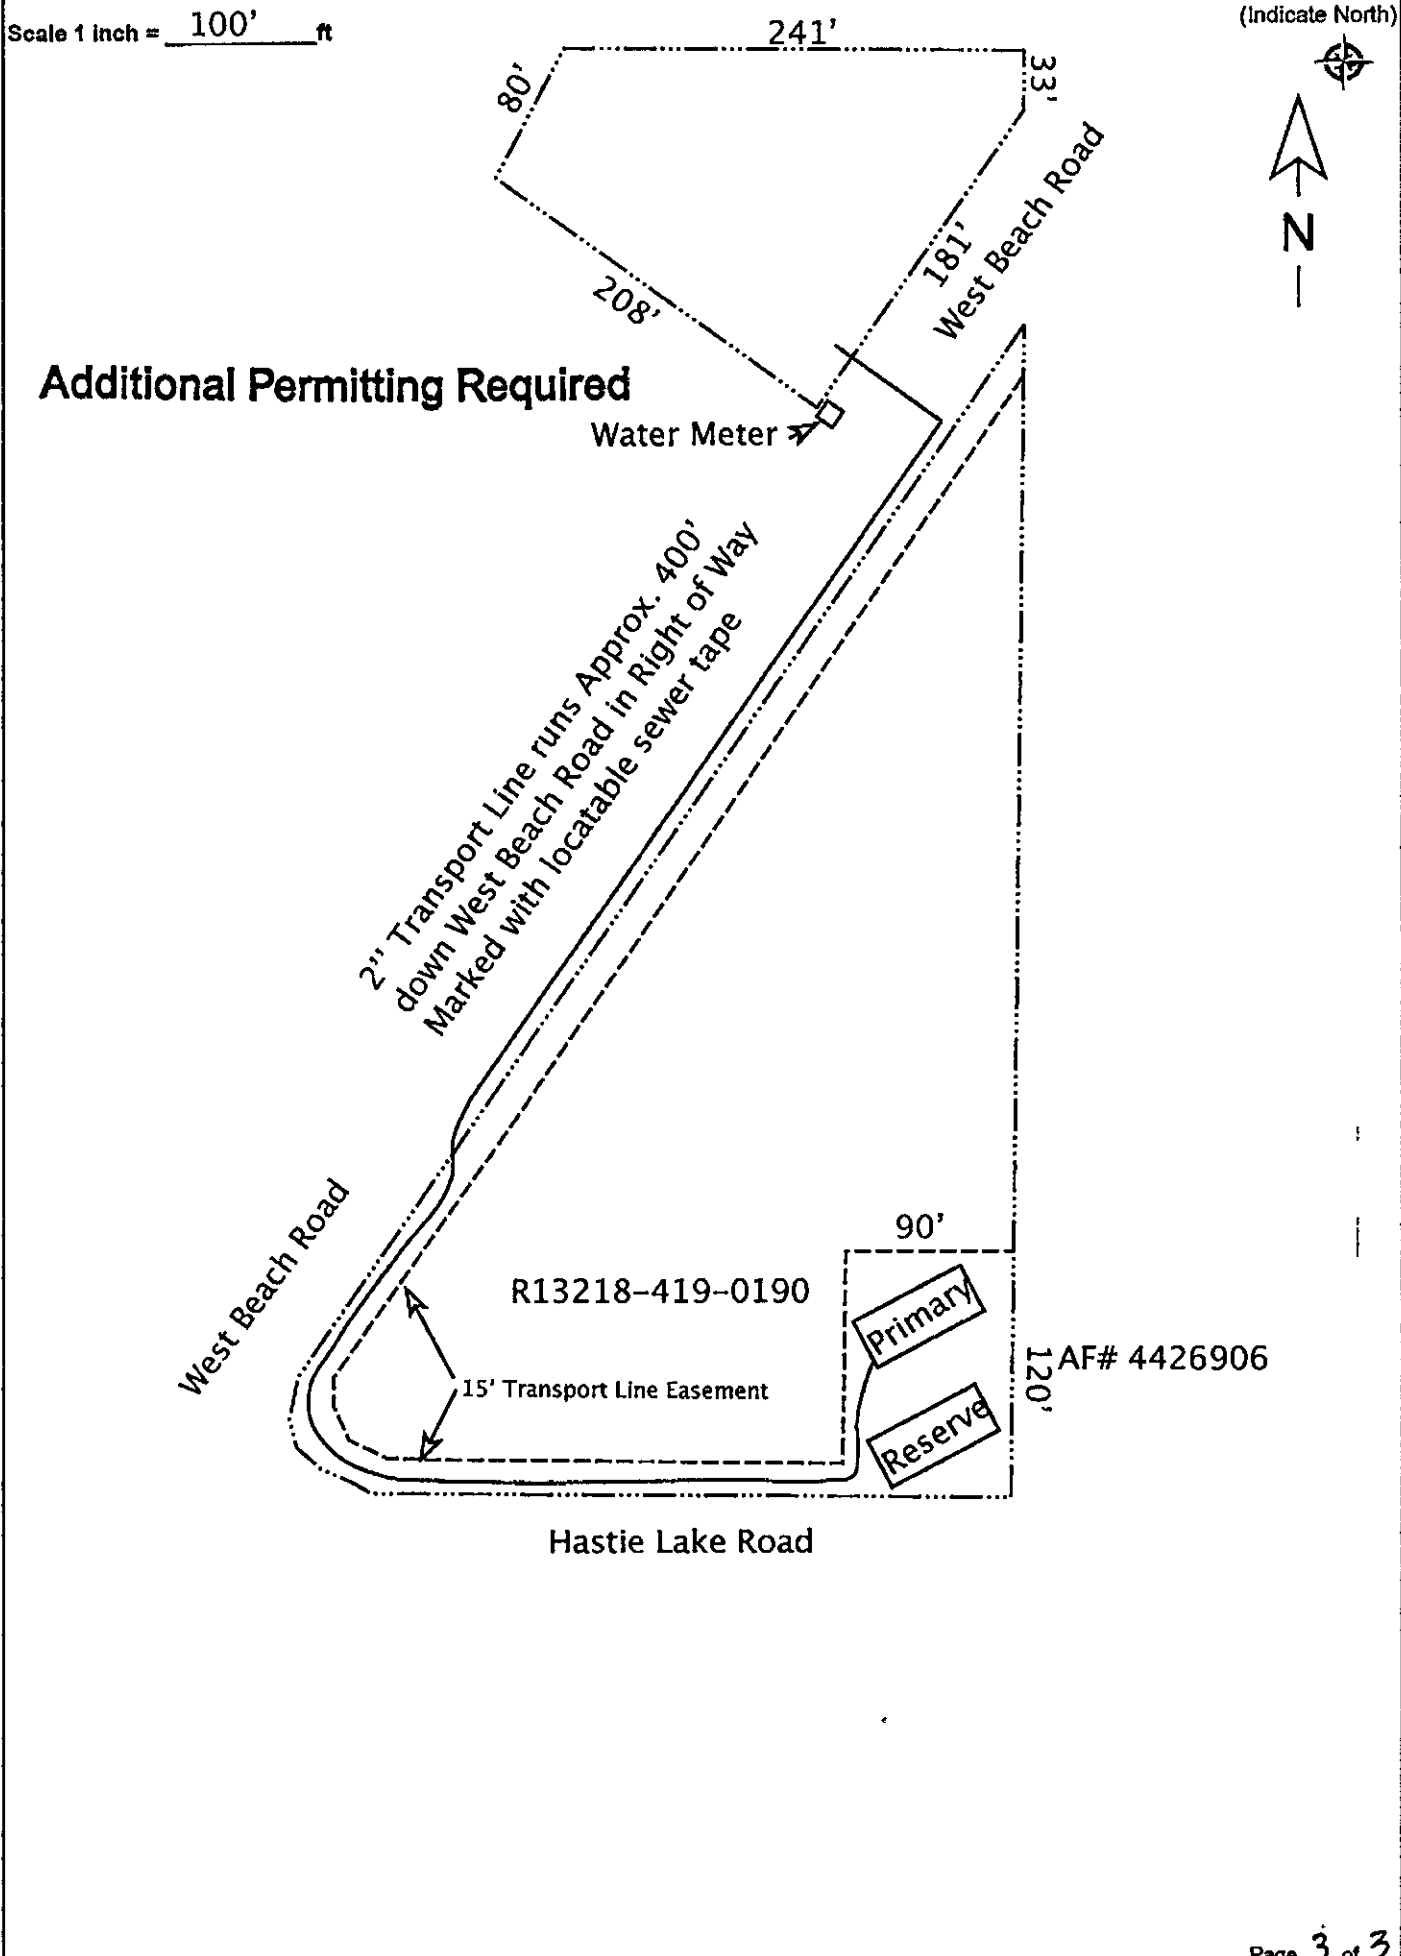 Scale 1 inch = 100' ft
(Indicate North)
241'
80'
33'
West Beach Road
181'
N
208'
Additional Permitting Required
Water Meter
2'' Transport Line runs Approx. 400'
down West Beach Road in Right of Way
Marked with locatable sewer tape
West Beach Road
90'
R13218-419-0190
Primary
120'
AF# 4426906
15' Transport Line Easement
Reserve
Hastie Lake Road
Page 3 of 3